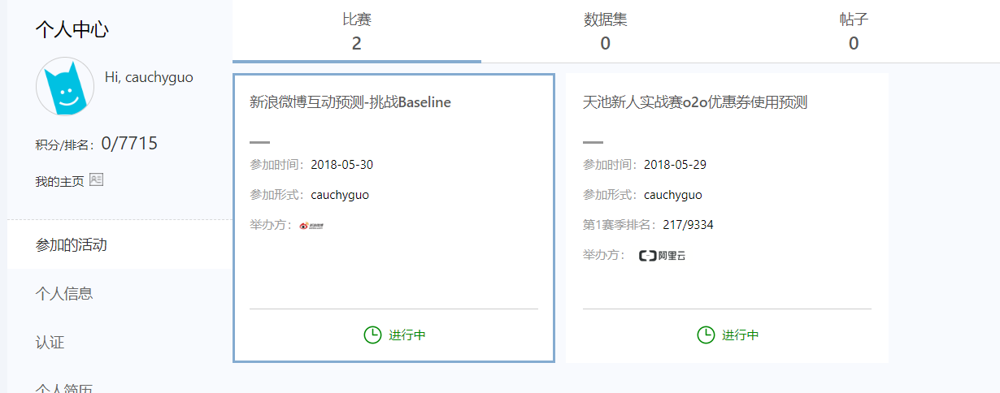 个人中心
Hi, cauchyguo
积分/排名：0/7715
我的主页
参加的活动
个人信息
认证
个人简历
比赛
2
数据集
0
帖子
0
新浪微博互动预测-挑战Baseline
参加时间：2018-05-30
参加形式：cauchyguo
举办方：
进行中
天池新人实战赛o2o优惠券使用预测
参加时间：2018-05-29
参加形式：cauchyguo
第1赛季排名：217/9334
举办方： 阿里云
进行中